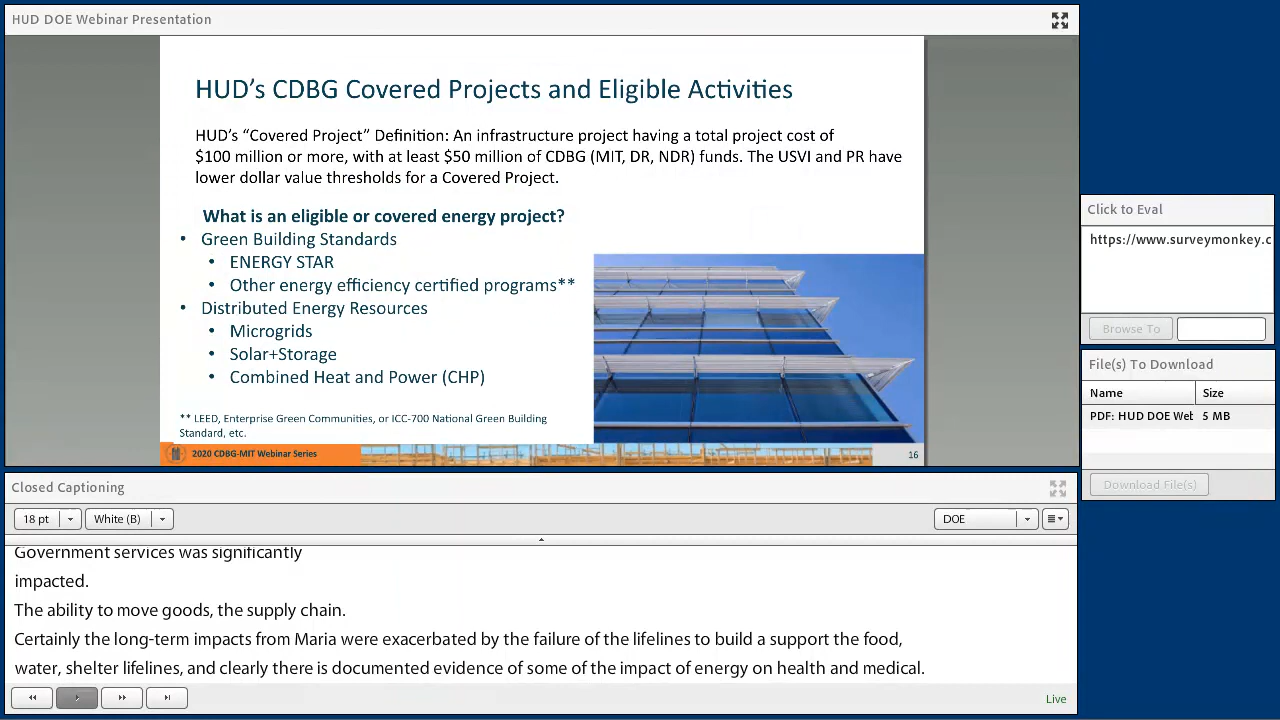 HUD DOE Webinar Presentation
HUD's CDBG Covered Projects and Eligible Activities
HUD's “Covered Project” Definition: An infrastructure project having a total project cost of
$100 million or more, with at least $50 million of CDBG (MIT, DR, NDR) funds. The USVI and PR have
lower dollar value thresholds for a Covered Project.
What is an eligible or covered energy project?
• Green Building Standards
• ENERGY STAR
• Other energy efficiency certified programs**
• Distributed Energy Resources
• Microgrids
• Solar+Storage
• Combined Heat and Power (CHP)
** LEED, Enterprise Green Communities, or ICC-700 National Green Building
Standard, etc.
2020 CDBG-MIT Webinar Series
16
Click to Eval
https://www.surveymonkey.c
Browse To
File(s) To Download
Name Size
PDF: HUD DOE Wel 5 MB
Download File(s)
Closed Captioning
18 pt White (B) DOE
Government services was significantly
impacted.
The ability to move goods, the supply chain.
Certainly the long-term impacts from Maria were exacerbated by the failure of the lifelines to build a support the food,
water, shelter lifelines, and clearly there is documented evidence of some of the impact of energy on health and medical.
Live